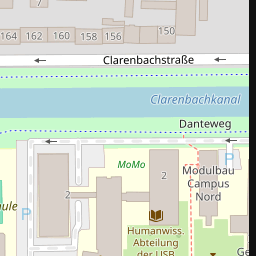 7
164
162
160
158
156
150
Clarenbachstraße
Clarenbachkanal
Danteweg
P
MoMo
2
2
Modulbau
Campus
Nord
P
Humanwiss.
Abteilung
der USB